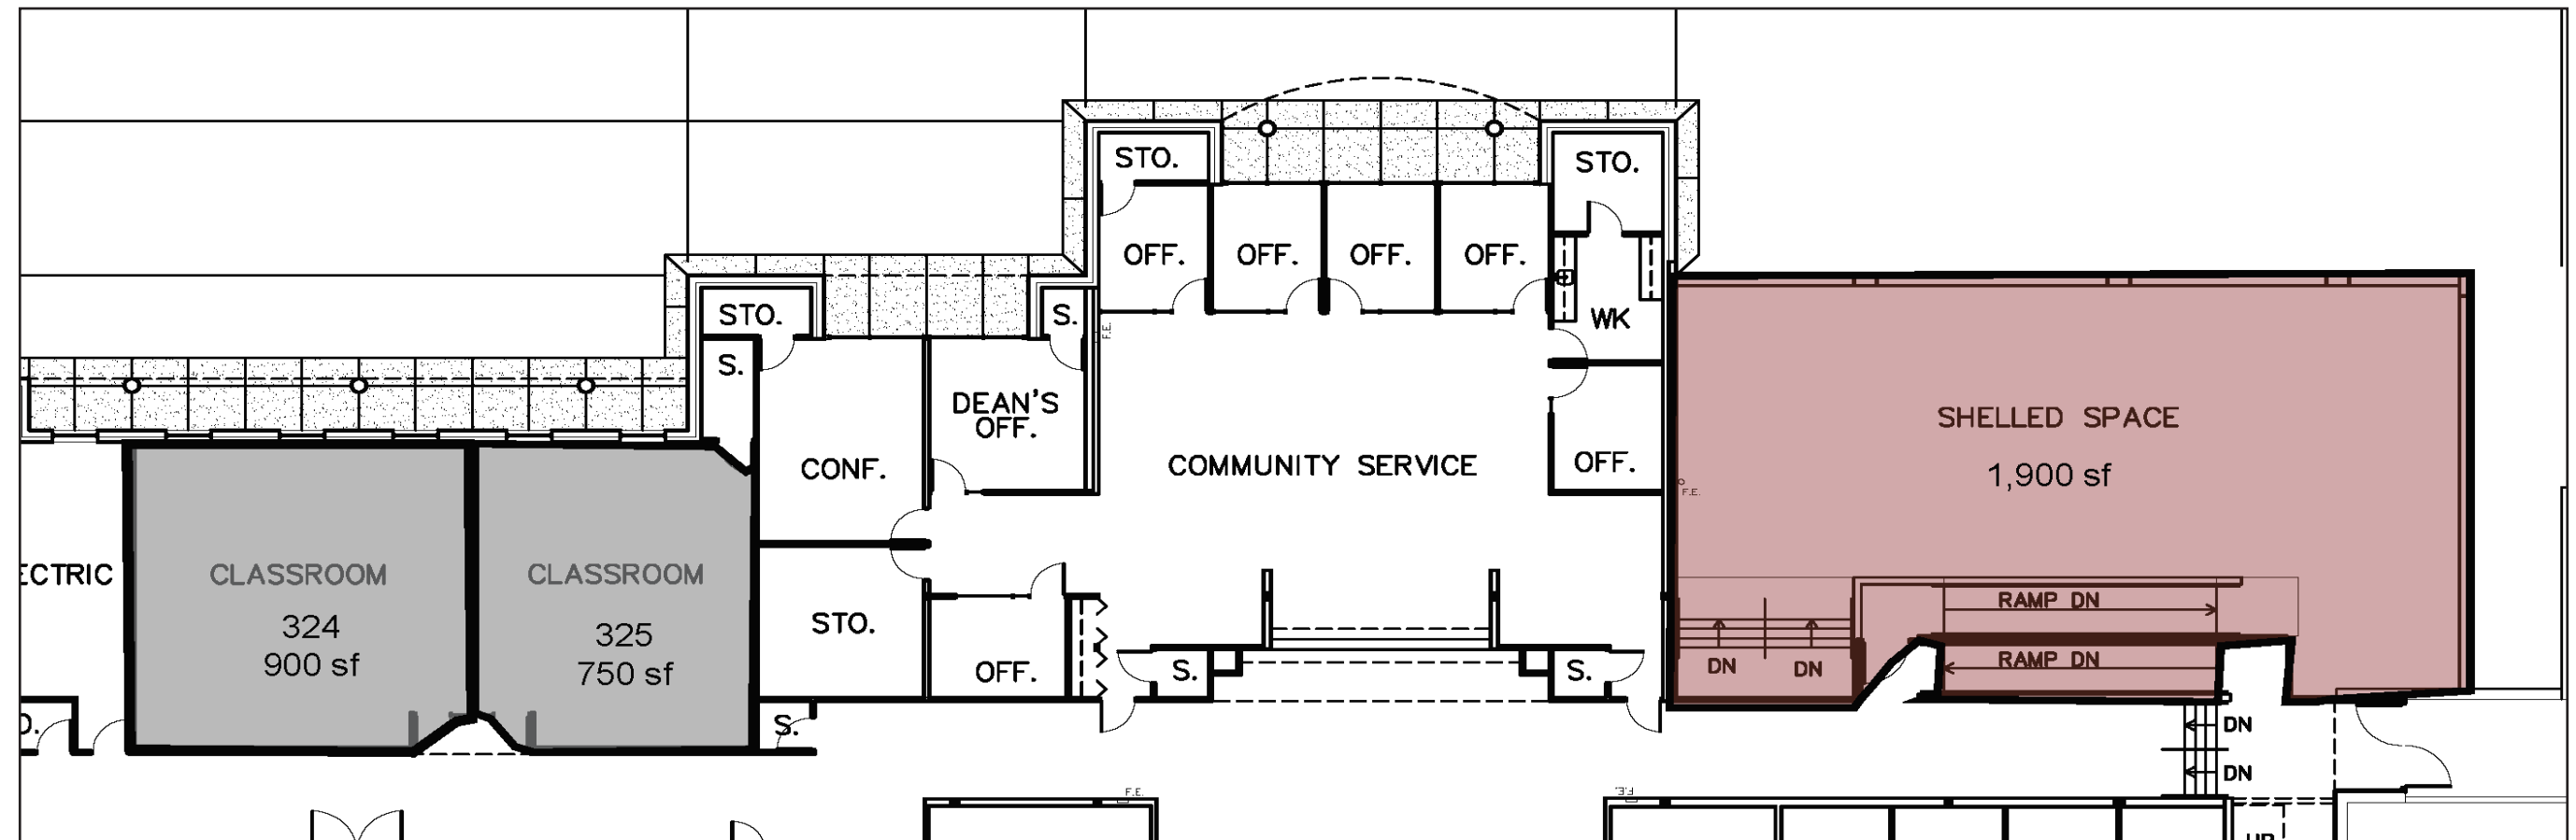 STO.
STO.
OFF.
OFF.
OFF.
OFF.
STO.
S.
F.E.
WK
S.
DEAN'S
OFF.
CONF.
COMMUNITY SERVICE
OFF.
SHELLED SPACE
1,900 sf
F.E.
ECTRIC
CLASSROOM
324
900 sf
CLASSROOM
325
750 sf
STO.
OFF.
S.
S.
S.
RAMP DN
RAMP DN
DN
DN
DN
DN
F.E.
F.E.